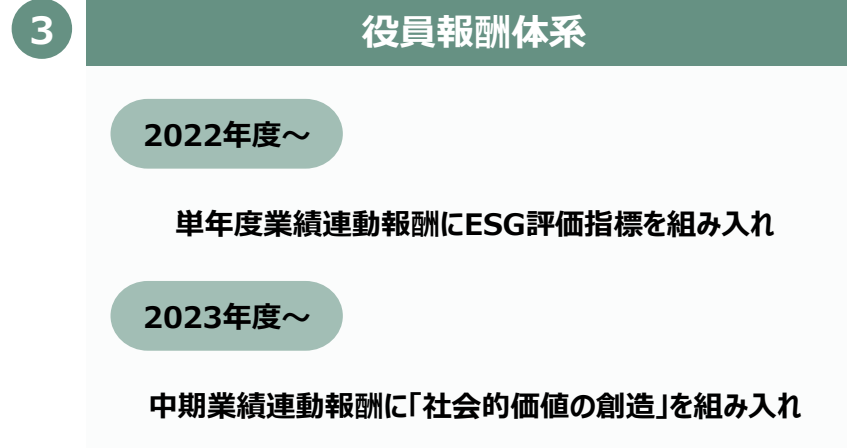 3
役員報酬体系
2022年度～
単年度業績連動報酬にESG評価指標を組み入れ
2023年度～
中期業績連動報酬に「社会的価値の創造」を組み入れ